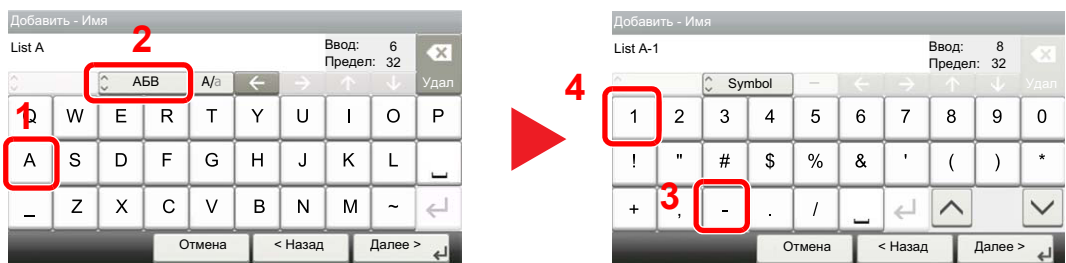 Добавить - Имя
2
List A
Ввод: 6
Предел: 32
АБВ
A/a
Удал
1
Q W E R T Y U I O P
A S D F G H J K L
_ Z X C V B N M ~
Отмена
< Назад
Далее >
Добавить - Имя
List A-1
Ввод: 8
Предел: 32
4
Symbol
Удал
1 2 3 4 5 6 7 8 9 0
! " # $ % & ' ( ) *
3
+ , - . /
Отмена
< Назад
Далее >